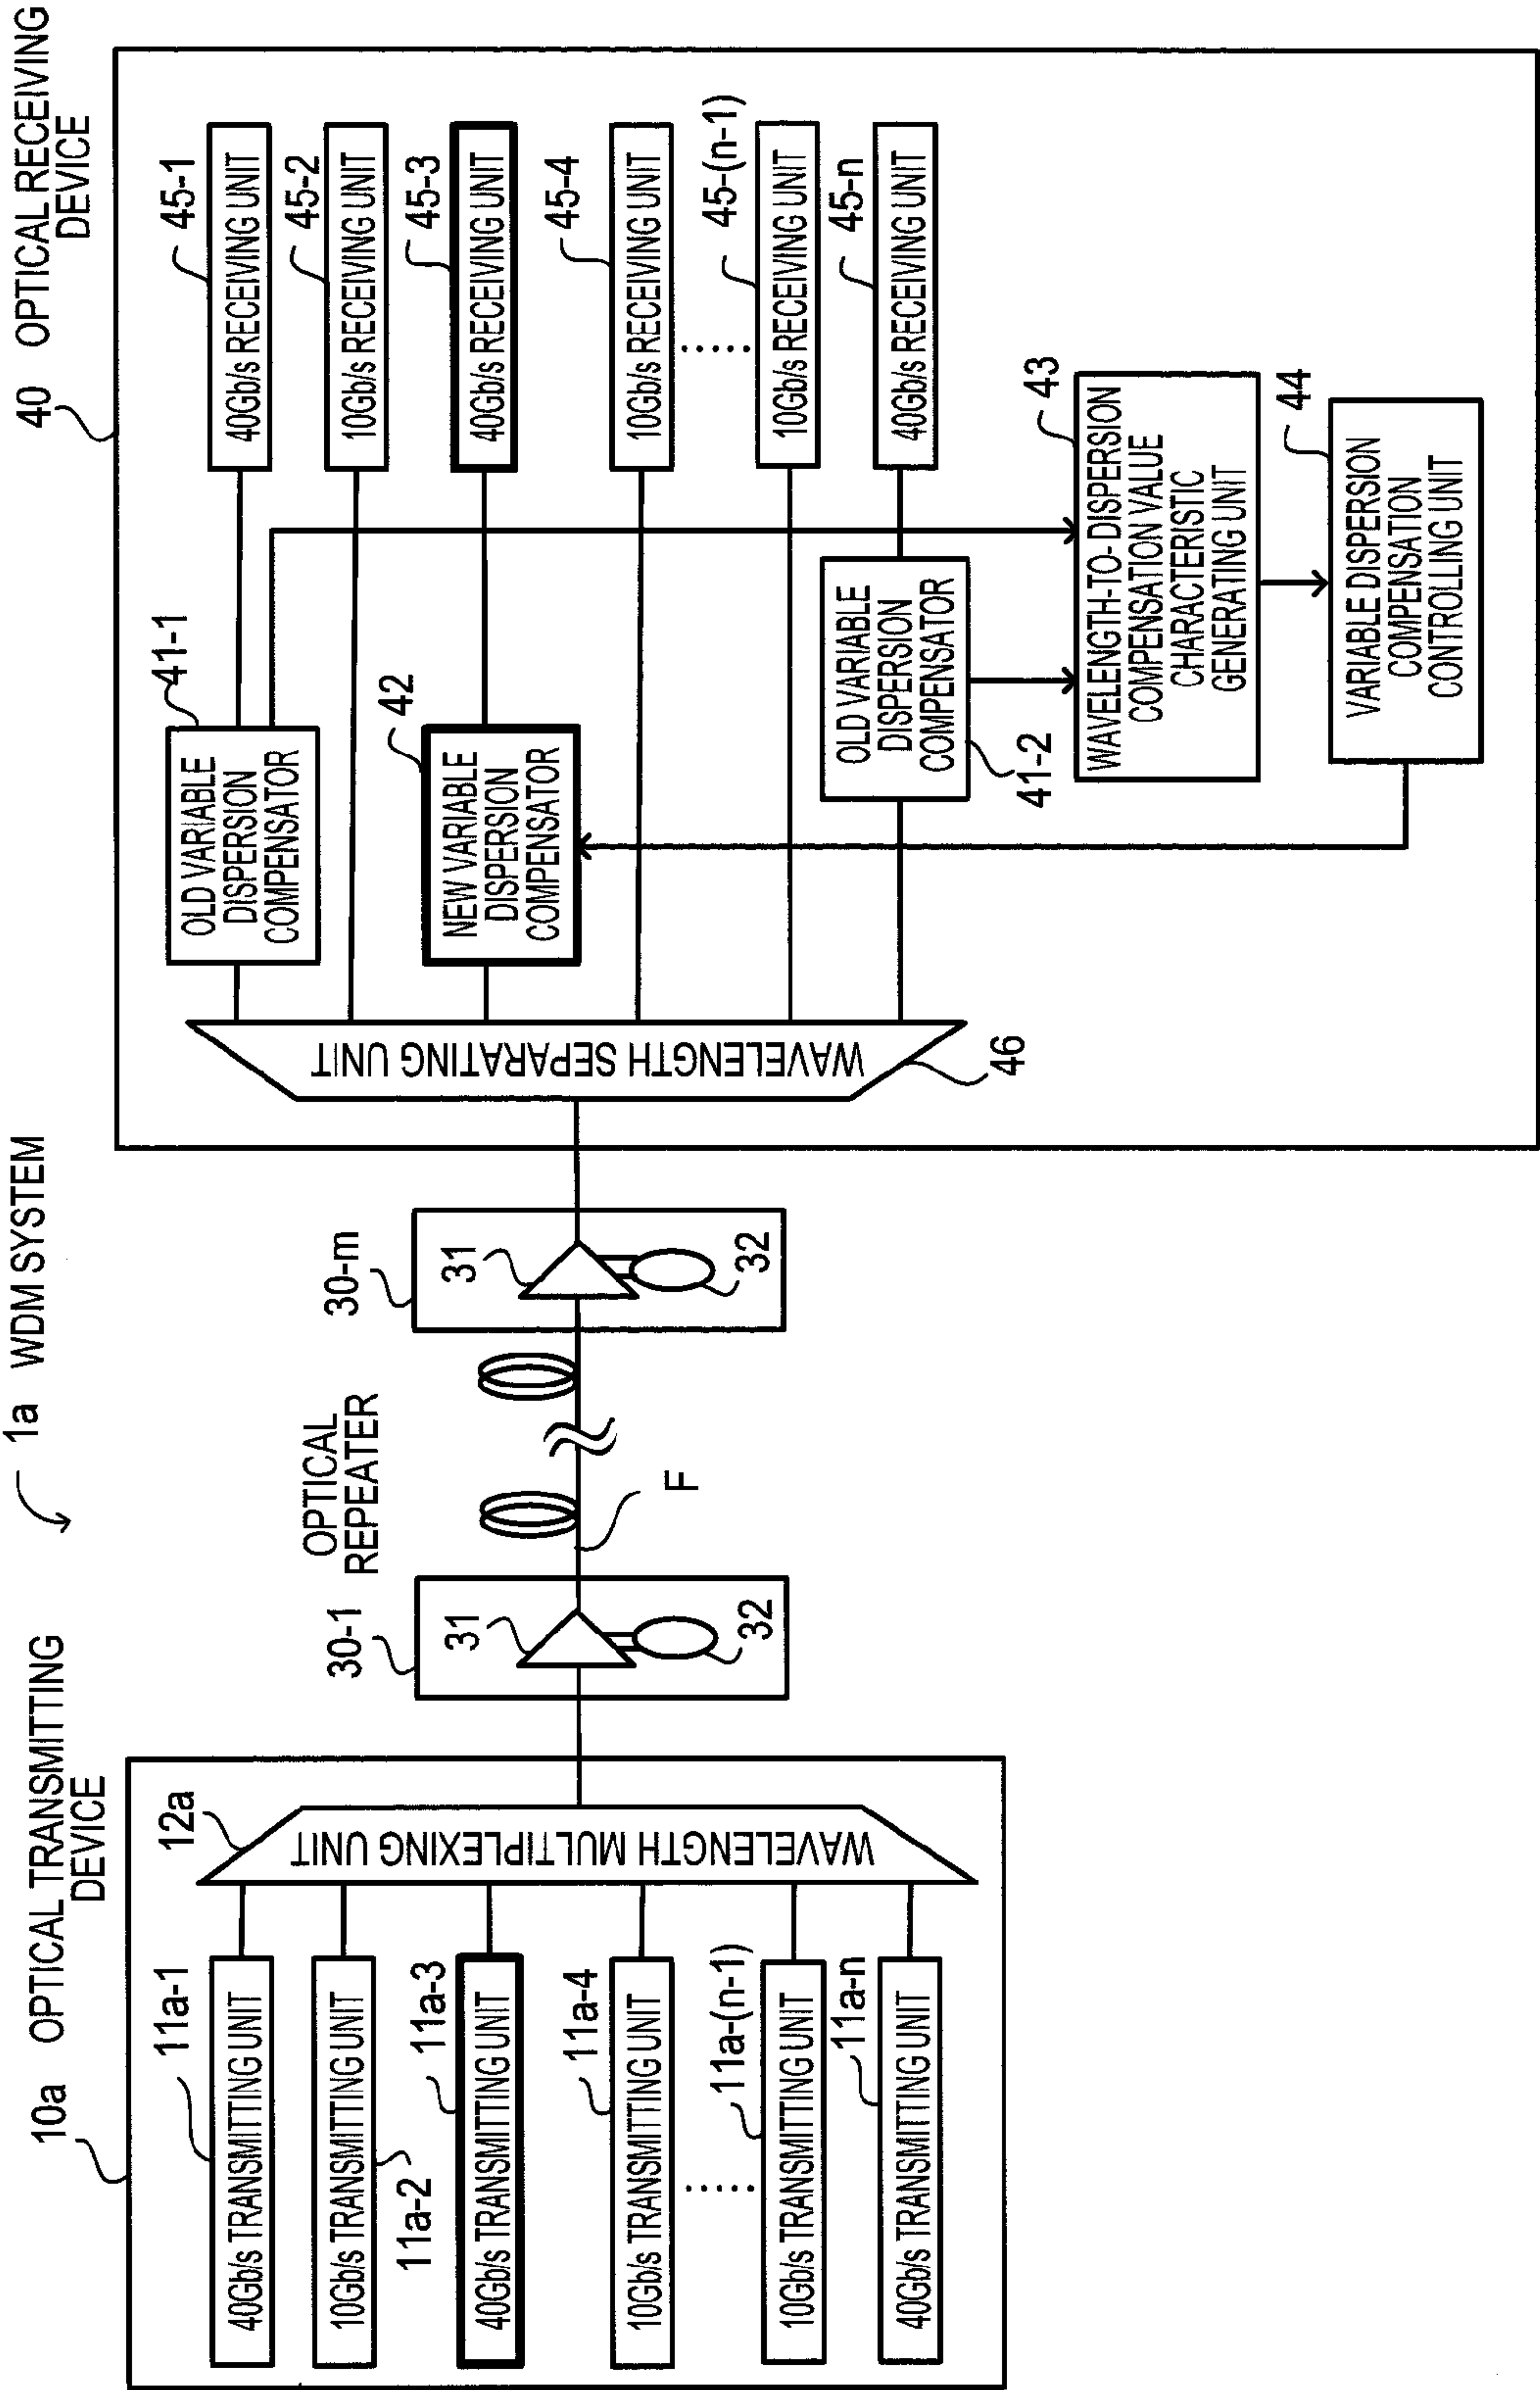 1a WDM SYSTEM
10a OPTICAL TRANSMITTING
DEVICE
11a-1
40Gb/s TRANSMITTING UNIT
10Gb/s TRANSMITTING UNIT
11a-2
11a-3
40Gb/s TRANSMITTING UNIT
11a-4
10Gb/s TRANSMITTING UNIT
11a-(n-1)
10Gb/s TRANSMITTING UNIT
11a-n
40Gb/s TRANSMITTING UNIT
12a
WAVELENGTH MULTIPLEXING UNIT
OPTICAL
REPEATER
30-1
31
32
F
30-m
31
32
40 OPTICAL RECEIVING
DEVICE
WAVELENGTH SEPARATING UNIT
46
41-1
OLD VARIABLE
DISPERSION
COMPENSATOR
42
NEW VARIABLE
DISPERSION
COMPENSATOR
OLD VARIABLE
DISPERSION
COMPENSATOR
41-2
45-1
40Gb/s RECEIVING UNIT
45-2
10Gb/s RECEIVING UNIT
45-3
40Gb/s RECEIVING UNIT
45-4
10Gb/s RECEIVING UNIT
45-(n-1)
10Gb/s RECEIVING UNIT
45-n
40Gb/s RECEIVING UNIT
43
WAVELENGTH-TO-DISPERSION
COMPENSATION VALUE
CHARACTERISTIC
GENERATING UNIT
44
VARIABLE DISPERSION
COMPENSATION
CONTROLLING UNIT